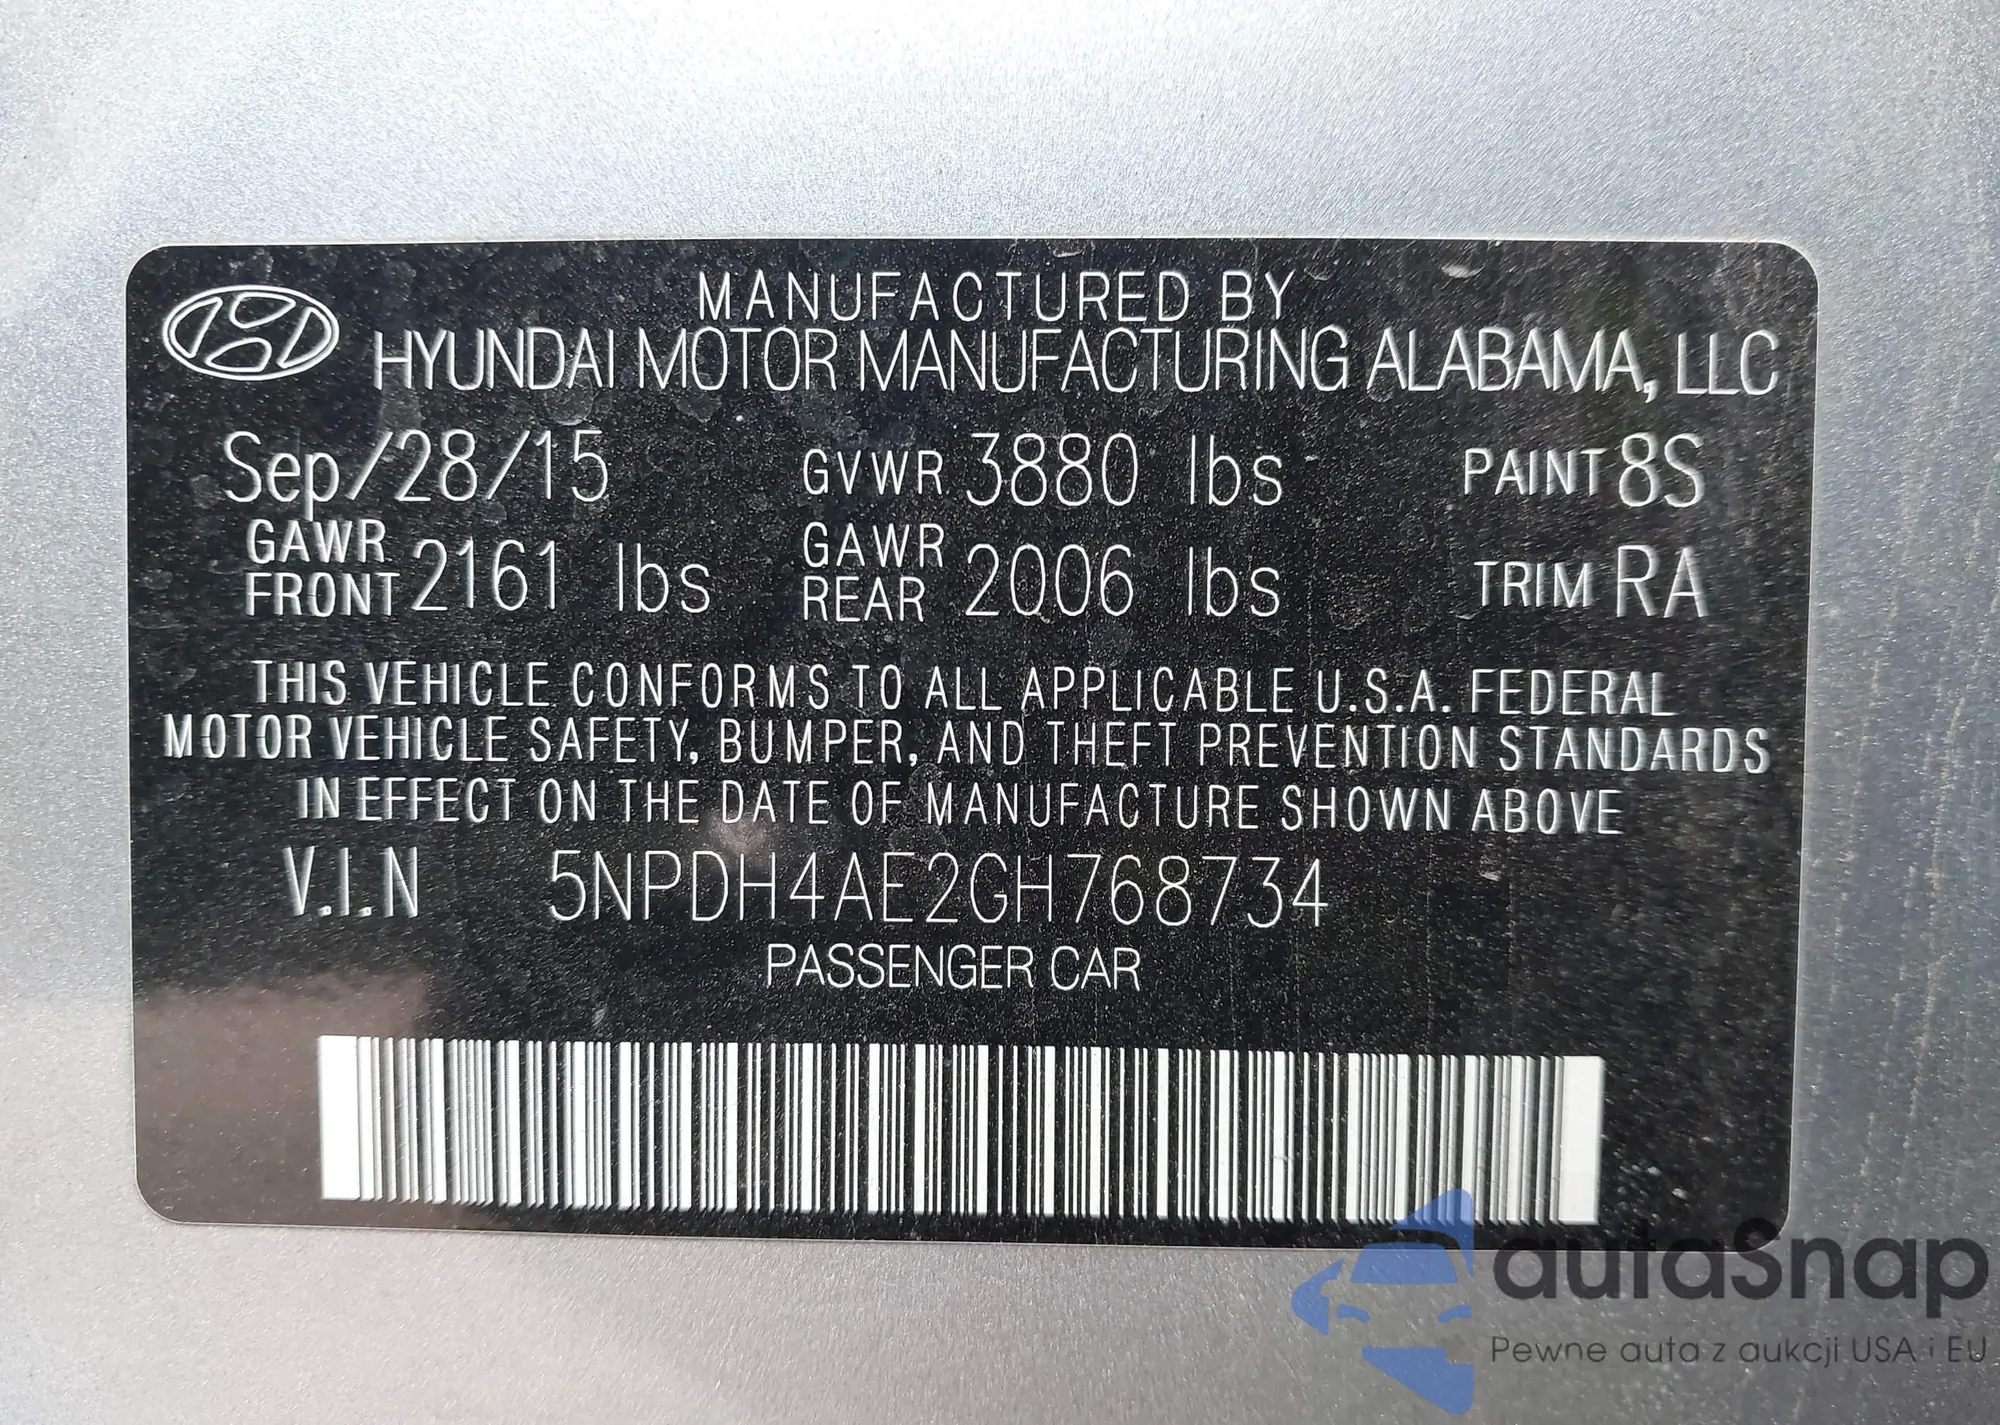 MANUFACTURED BY
HYUNDAI MOTOR MANUFACTURING ALABAMA, LLC
Sep/28/15 GVWR 3880 lbs PAINT 8S
GAWR FRONT 2161 lbs GAWR REAR 2006 lbs TRIM RA
THIS VEHICLE CONFORMS TO ALL APPLICABLE U.S.A. FEDERAL
MOTOR VEHICLE SAFETY, BUMPER, AND THEFT PREVENTION STANDARDS
IN EFFECT ON THE DATE OF MANUFACTURE SHOWN ABOVE
V.I.N 5NPDH4AE2GH768734
PASSENGER CAR
autaSnap
Pewne auta z aukcji USA i EU